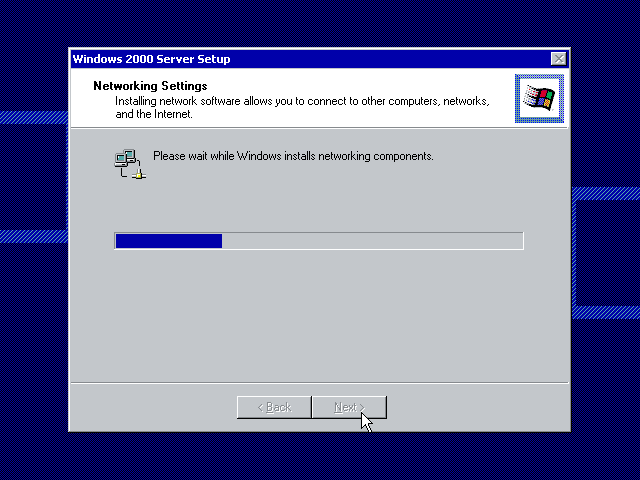 Windows 2000 Server Setup
Networking Settings
Installing network software allows you to connect to other computers, networks,
and the Internet.
Please wait while Windows installs networking components.
< Back
Next >